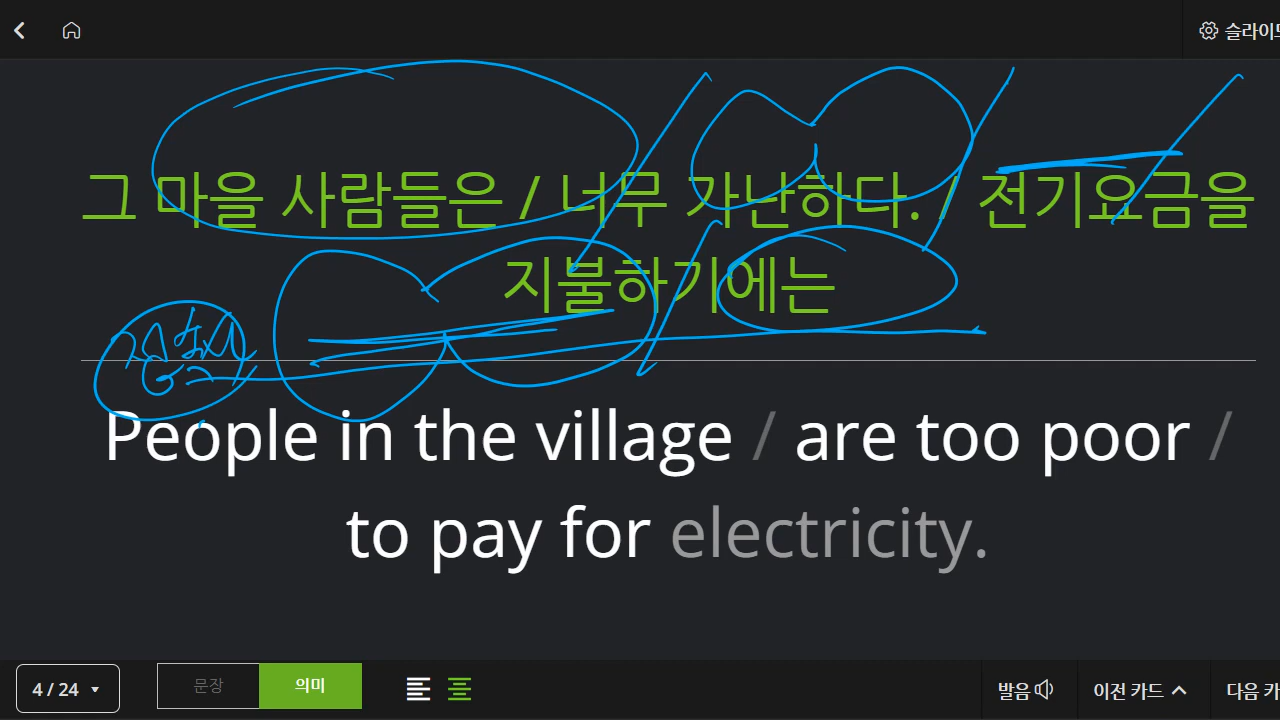 슬라이드
그 마을 사람들은 / 너무 가난하다. / 전기요금을
지불하기에는
People in the village / are too poor /
to pay for electricity.
4 / 24
문장
의미
발음
이전 카드
다음 카